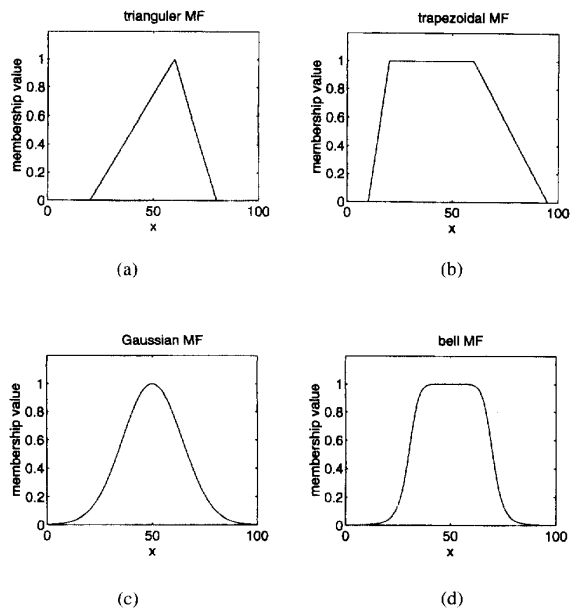 trianguler MF
trapezoidal MF
membership value
1
0.8
0.6
0.4
0.2
0
0
50
100
x
membership value
1
0.8
0.6
0.4
0.2
0
0
50
100
x
(a)
(b)
Gaussian MF
bell MF
membership value
1
0.8
0.6
0.4
0.2
0
0
50
100
x
membership value
1
0.8
0.6
0.4
0.2
0
0
50
100
x
(c)
(d)